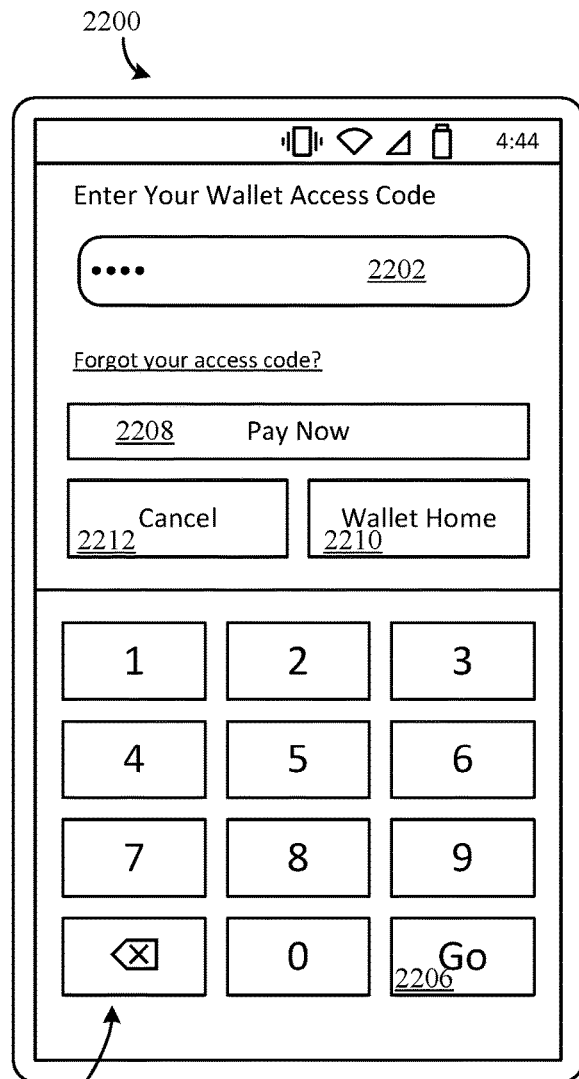 2200
4:44
Enter Your Wallet Access Code
•••• 2202
Forgot your access code?
2208 Pay Now
Cancel Wallet Home
2212 2210
1 2 3
4 5 6
7 8 9
0 Go
2206